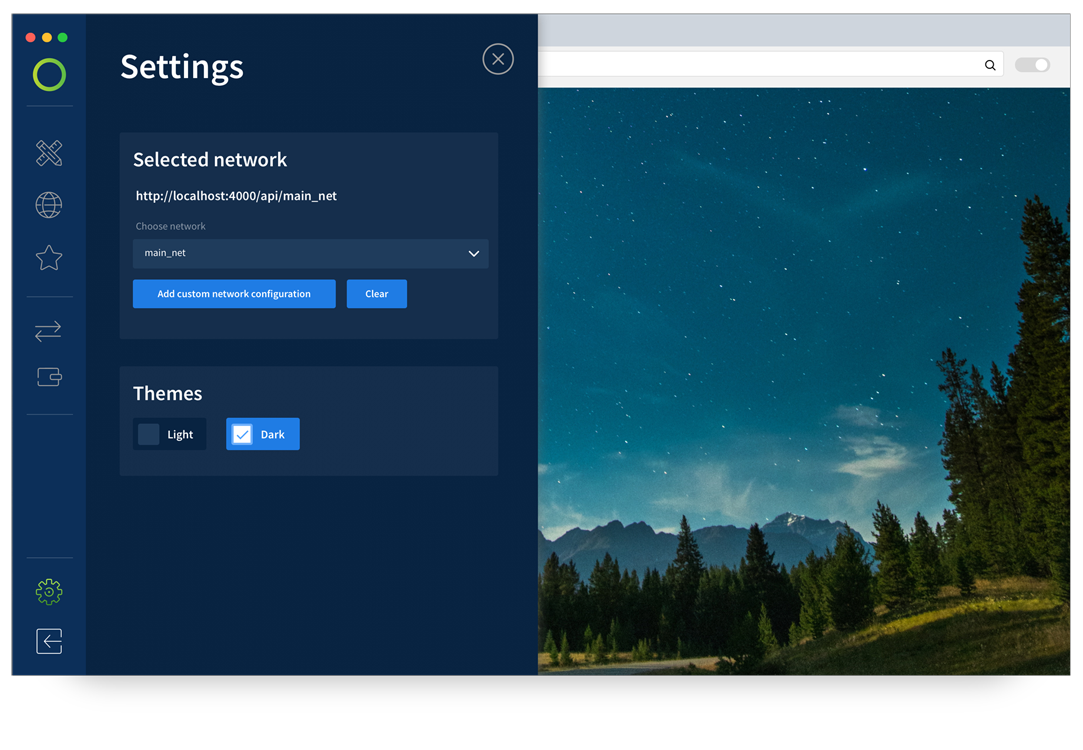 Settings
Selected network
http://localhost:4000/api/main_net
Choose network
main_net
Add custom network configuration
Clear
Themes
Light
Dark